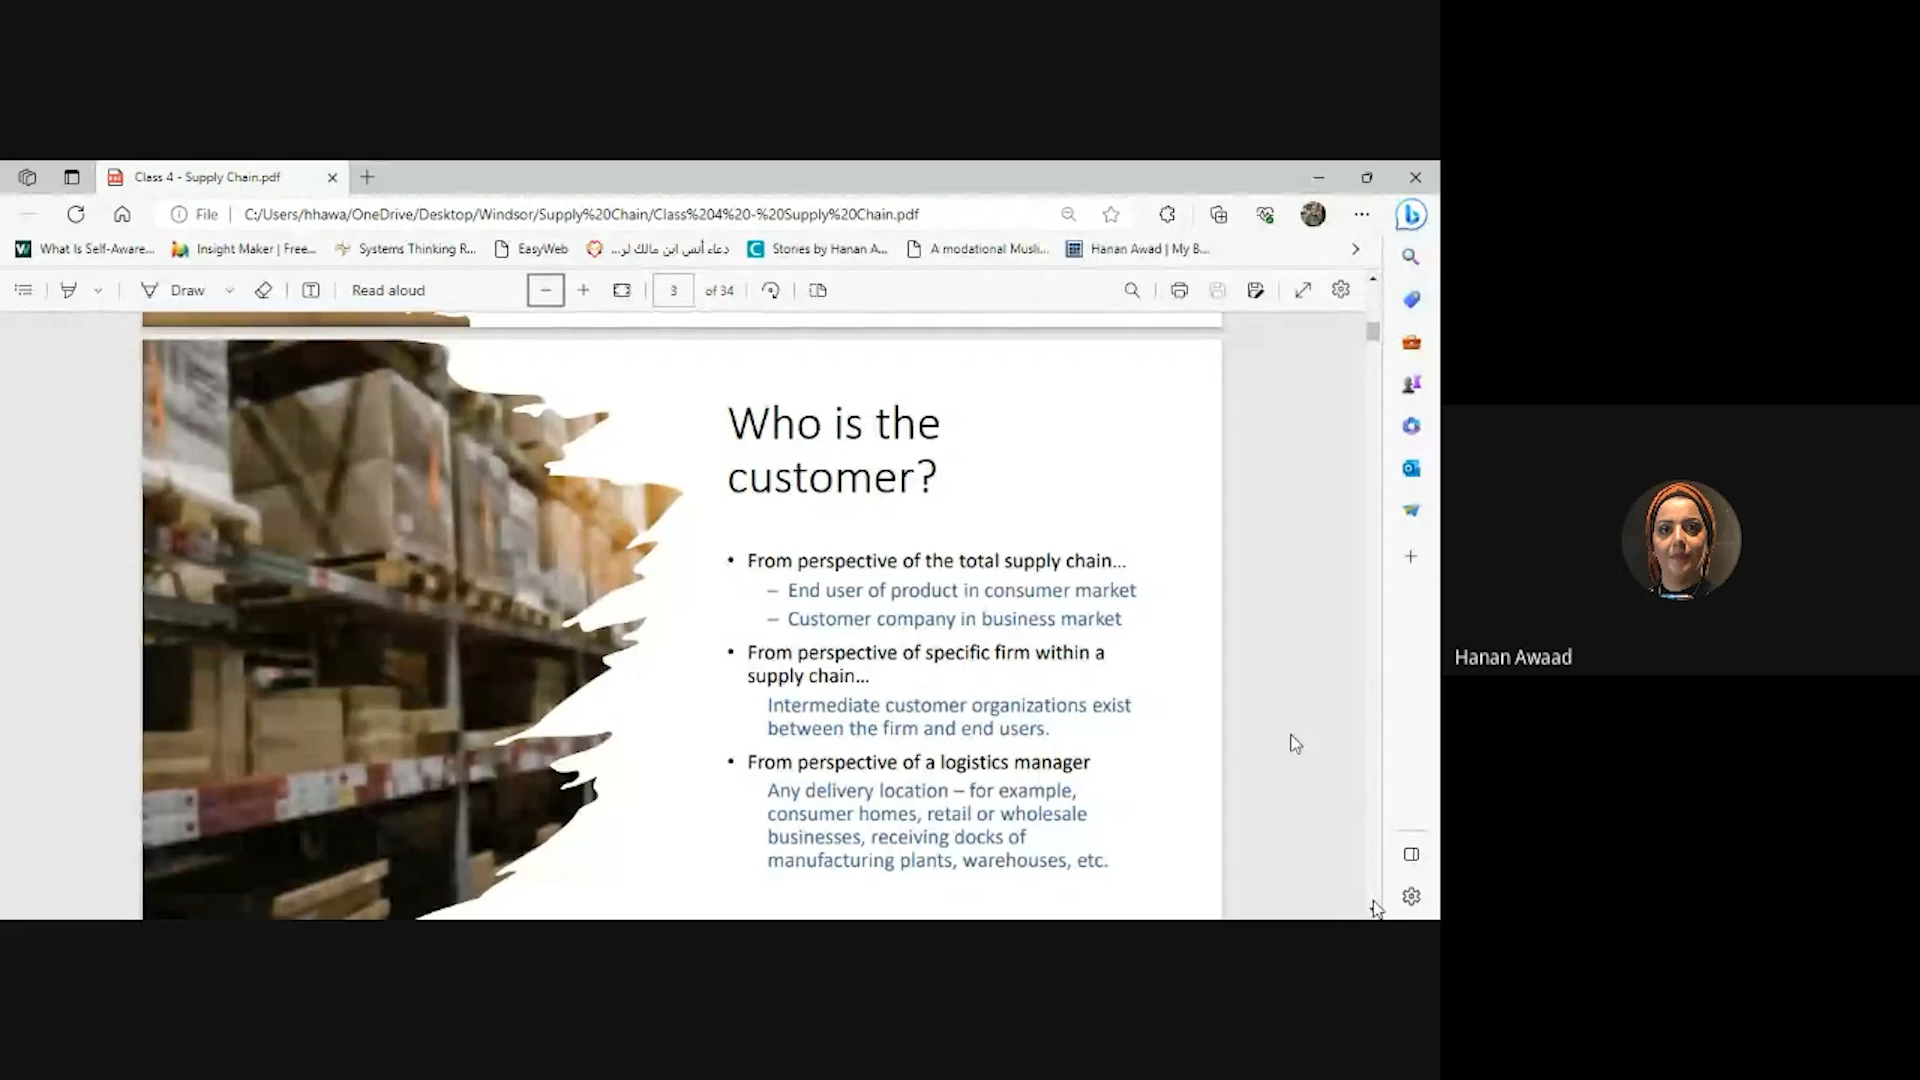 Class 4 - Supply Chain.pdf
File
C:/Users/hhawa/OneDrive/Desktop/Windsor/Supply%20Chain/Class%204%20-%20Supply%20Chain.pdf
What Is Self-Aware...
Insight Maker | Free...
Systems Thinking R...
EasyWeb
دعاء أنس ابن مالك لر...
Stories by Hanan A...
A modational Musli...
Hanan Awad | My B...
Draw
Read aloud
3
of 34
Who is the
customer?
• From perspective of the total supply chain...
– End user of product in consumer market
– Customer company in business market
• From perspective of specific firm within a
supply chain...
Intermediate customer organizations exist
between the firm and end users.
• From perspective of a logistics manager
Any delivery location – for example,
consumer homes, retail or wholesale
businesses, receiving docks of
manufacturing plants, warehouses, etc.
Hanan Awaad